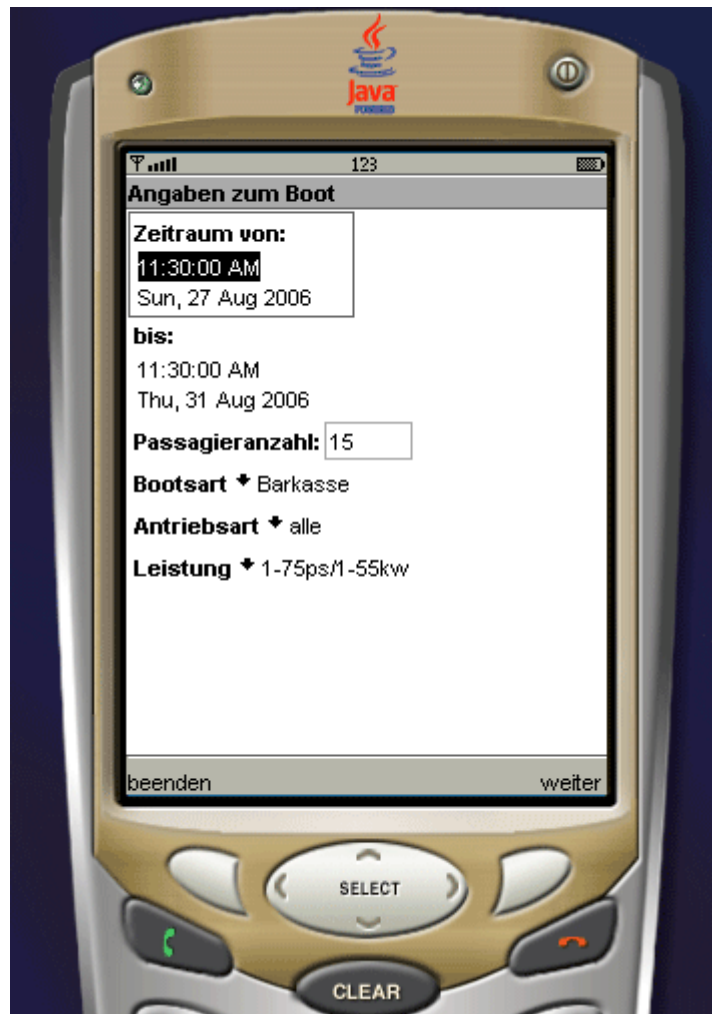 Java
POWERED
123
Angaben zum Boot
Zeitraum von:
11:30:00 AM
Sun, 27 Aug 2006
bis:
11:30:00 AM
Thu, 31 Aug 2006
Passagieranzahl: 15
Bootsart Barkasse
Antriebsart alle
Leistung 1-75ps/1-55kw
beenden weiter
SELECT
CLEAR